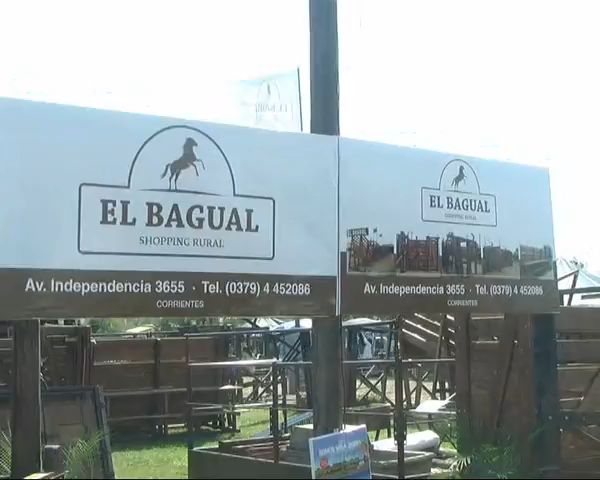 EL BAGUAL
SHOPPING RURAL
Av. Independencia 3655 · Tel. (0379) 4 452086
CORRIENTES
EL BAGUAL
SHOPPING RURAL
Av. Independencia 3655 · Tel. (0379) 4 452086
CORRIENTES